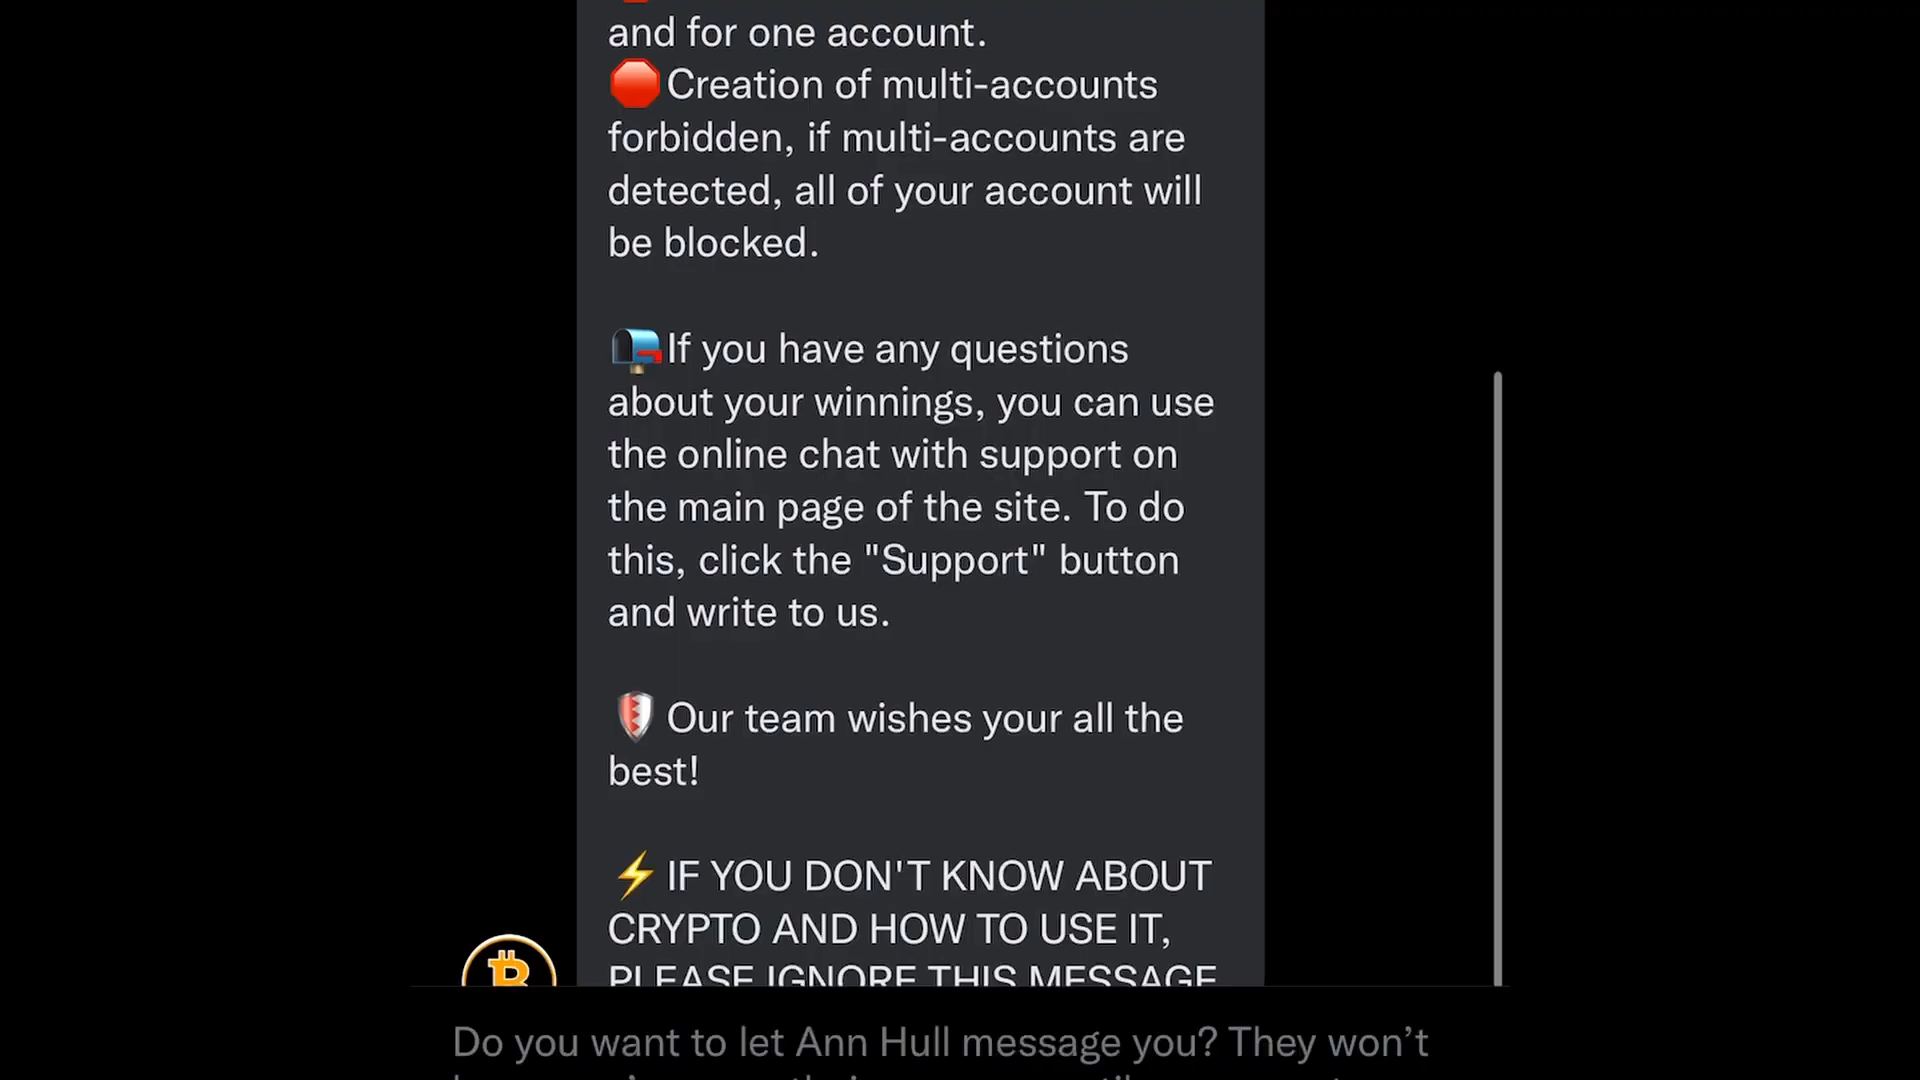 and for one account.
🛑Creation of multi-accounts
forbidden, if multi-accounts are
detected, all of your account will
be blocked.
📪If you have any questions
about your winnings, you can use
the online chat with support on
the main page of the site. To do
this, click the "Support" button
and write to us.
🛡Our team wishes your all the
best!
⚡IF YOU DON'T KNOW ABOUT
CRYPTO AND HOW TO USE IT,
PLEASE IGNORE THIS MESSAGE
Do you want to let Ann Hull message you? They won’t